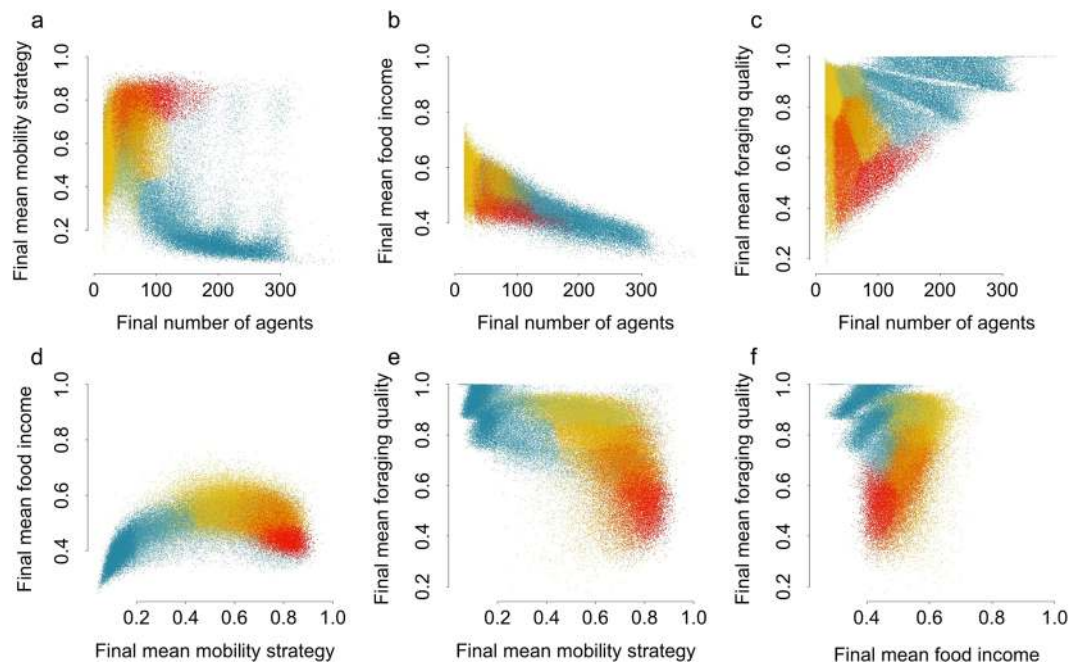 a
Final mean mobility strategy
1.0
0.8
0.6
0.4
0.2
0 100 200 300
Final number of agents
b
Final mean food income
1.0
0.8
0.6
0.4
0 100 200 300
Final number of agents
c
Final mean foraging quality
1.0
0.8
0.6
0.4
0.2
0 100 200 300
Final number of agents
d
Final mean food income
1.0
0.8
0.6
0.4
0.2 0.4 0.6 0.8 1.0
Final mean mobility strategy
e
Final mean foraging quality
1.0
0.8
0.6
0.4
0.2
0.2 0.4 0.6 0.8 1.0
Final mean mobility strategy
f
Final mean foraging quality
1.0
0.8
0.6
0.4
0.2
0.4 0.6 0.8 1.0
Final mean food income